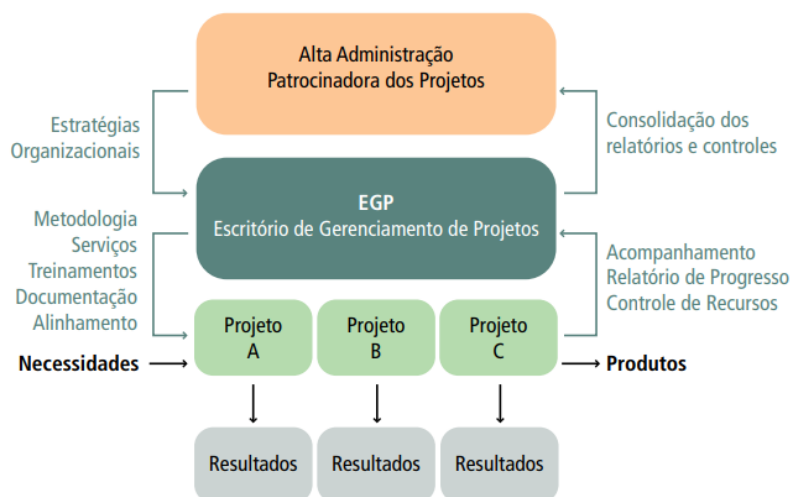 Alta Administração
Patrocinadora dos Projetos
Estratégias
Organizacionais
Consolidação dos
relatórios e controles
EGP
Escritório de Gerenciamento de Projetos
Metodologia
Serviços
Treinamentos
Documentação
Alinhamento
Acompanhamento
Relatório de Progresso
Controle de Recursos
Necessidades
Projeto
A
Projeto
B
Projeto
C
Produtos
Resultados
Resultados
Resultados